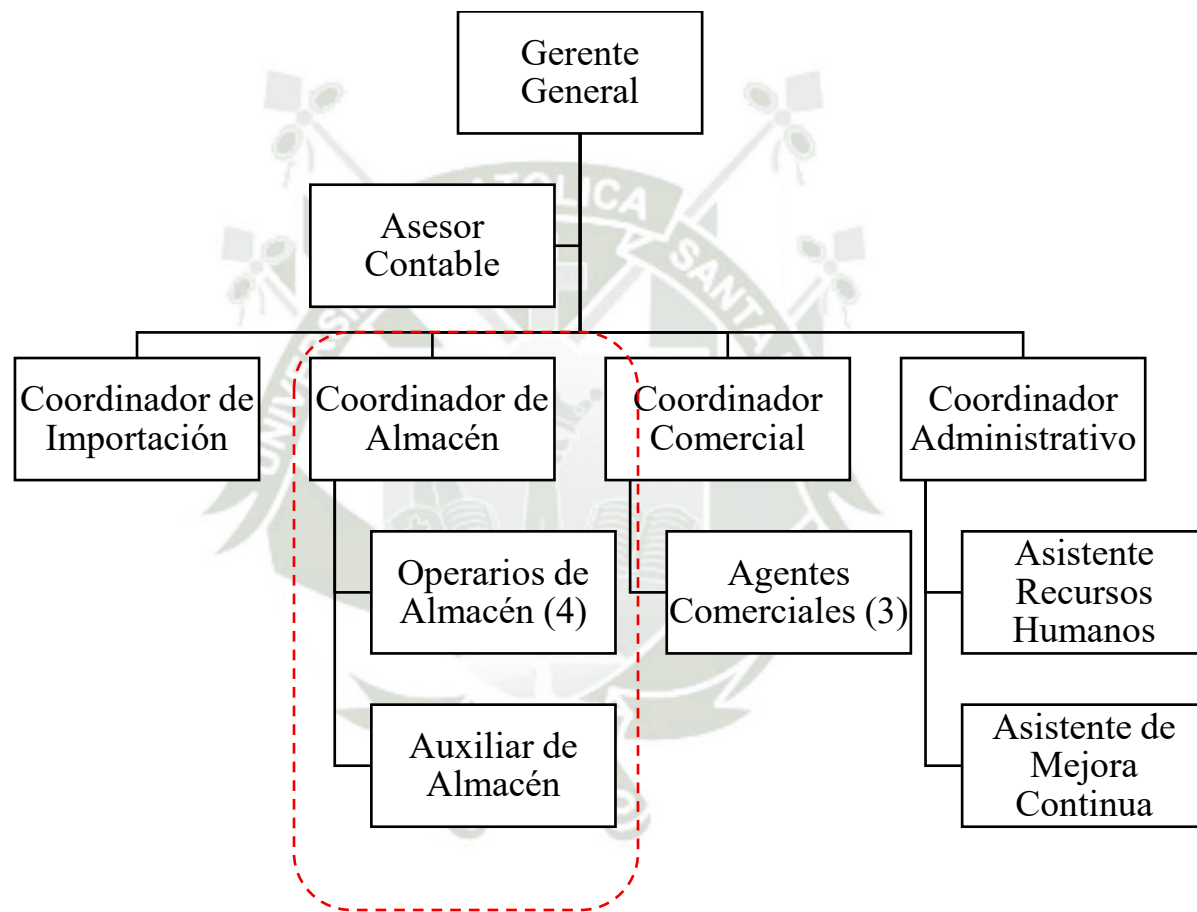 Gerente
General
Asesor
Contable
Coordinador de
Importación
Coordinador de
Almacén
Coordinador
Comercial
Coordinador
Administrativo
Operarios de
Almacén (4)
Agentes
Comerciales (3)
Asistente
Recursos
Humanos
Auxiliar de
Almacén
Asistente de
Mejora
Continua